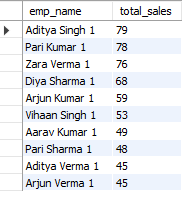 emp_name total_sales
Aditya Singh 1 79
Pari Kumar 1 78
Zara Verma 1 76
Diya Sharma 1 68
Arjun Kumar 1 59
Vihaan Singh 1 53
Aarav Kumar 1 49
Pari Sharma 1 48
Aditya Verma 1 45
Arjun Verma 1 45